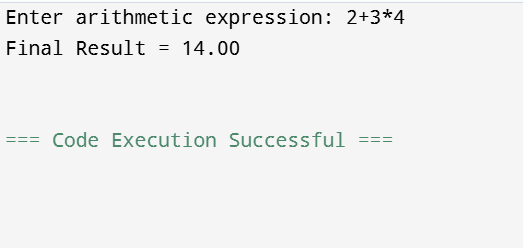 Enter arithmetic expression: 2+3*4
Final Result = 14.00
=== Code Execution Successful ===